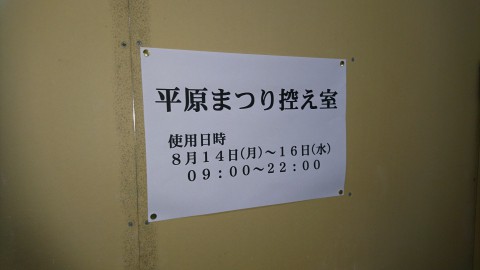 平原まつり控え室
使用日時
８月１４日(月)～１６日(水)
０９：００～２２：００